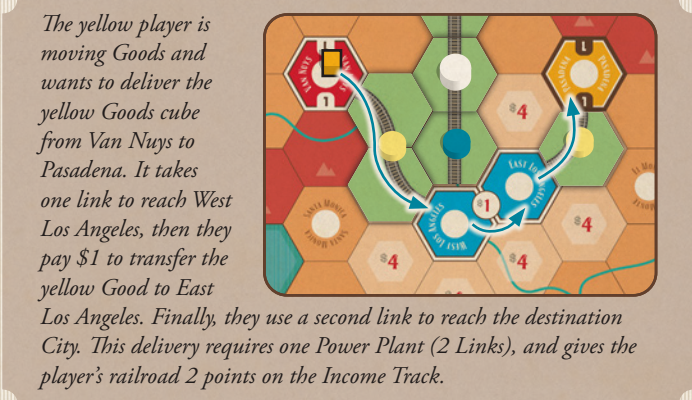 The yellow player is
moving Goods and
wants to deliver the
yellow Goods cube
from Van Nuys to
Pasadena. It takes
one link to reach West
Los Angeles, then they
pay $1 to transfer the
yellow Good to East
Los Angeles. Finally, they use a second link to reach the destination
City. This delivery requires one Power Plant (2 Links), and gives the
player's railroad 2 points on the Income Track.
VAN NUYS
1
1
PASADENA
PASADENA
1
$4
EAST LOS ANGELES
$1
WEST LOS ANGELES
SANTA MONICA
SANTA MONICA
$4
$4
$4